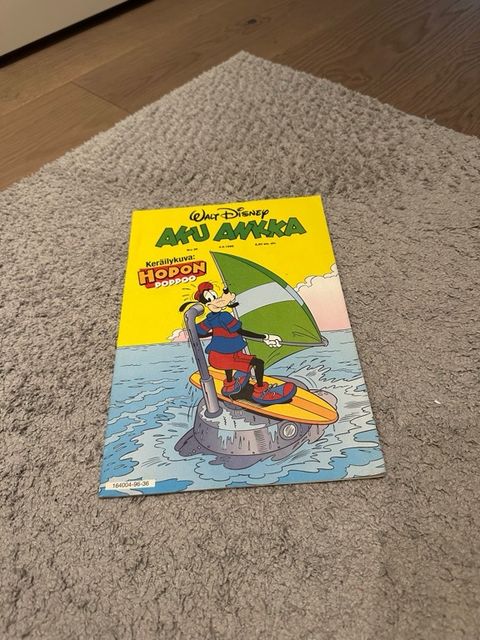 WALT DISNEY
AKU ANKKA
Keräilykuva:
HODON
POPPOO
164004-96-36